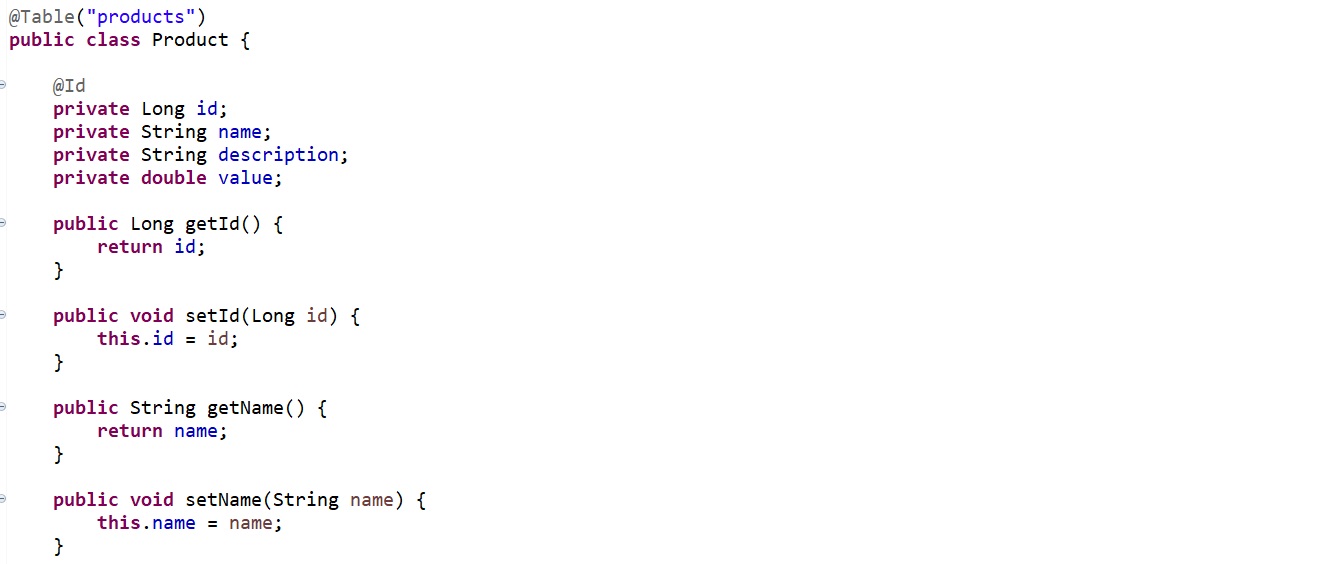 @Table("products")
public class Product {
@Id
private Long id;
private String name;
private String description;
private double value;
public Long getId() {
return id;
}
public void setId(Long id) {
this.id = id;
}
public String getName() {
return name;
}
public void setName(String name) {
this.name = name;
}